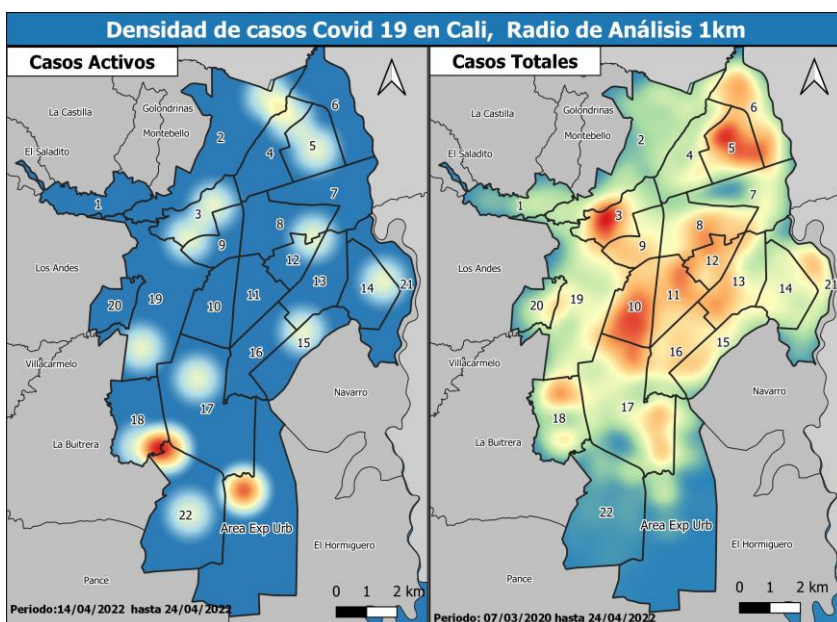 Densidad de casos Covid 19 en Cali, Radio de Análisis 1km
Casos Activos
La Castilla
Golondrinas
Montebello
El Saladito
Los Andes
Villacarmelo
La Buitrera
Pance
Navarro
El Hormiguero
Area Exp Urb
1
2
3
4
5
6
7
8
9
10
11
12
13
14
15
16
17
18
19
20
21
22
0 1 2 km
Periodo:14/04/2022 hasta 24/04/2022
Casos Totales
La Castilla
Golondrinas
Montebello
El Saladito
Los Andes
Villacarmelo
La Buitrera
Pance
Navarro
El Hormiguero
Area Exp Urb
1
2
3
4
5
6
7
8
9
10
11
12
13
14
15
16
17
18
19
20
21
22
0 1 2 km
Periodo: 07/03/2020 hasta 24/04/2022